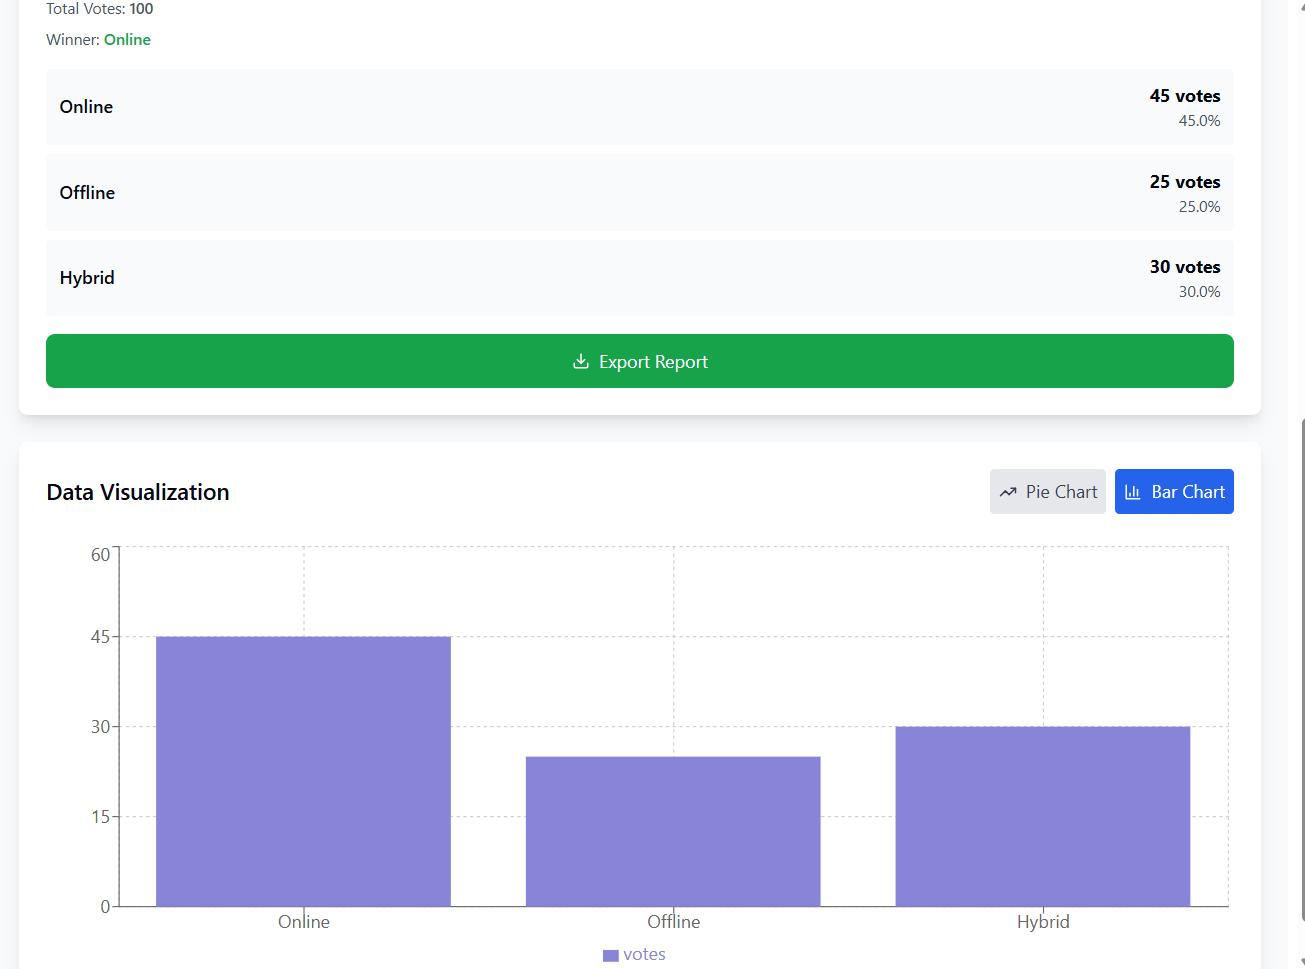 Total Votes: 100
Winner: Online
Online
45 votes
45.0%
Offline
25 votes
25.0%
Hybrid
30 votes
30.0%
Export Report
Data Visualization
Pie Chart
Bar Chart
60
45
30
15
0
Online
Offline
Hybrid
votes